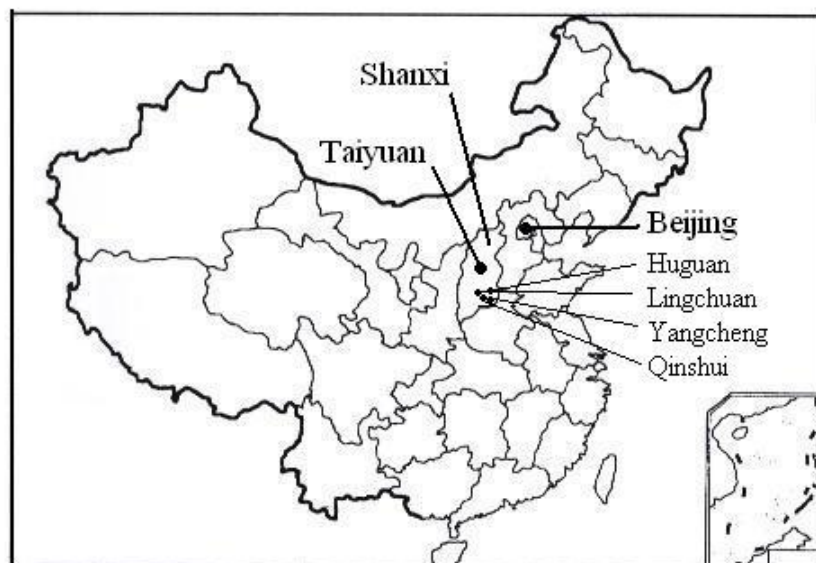 Shanxi
Taiyuan
Beijing
Huguan
Lingchuan
Yangcheng
Qinshui